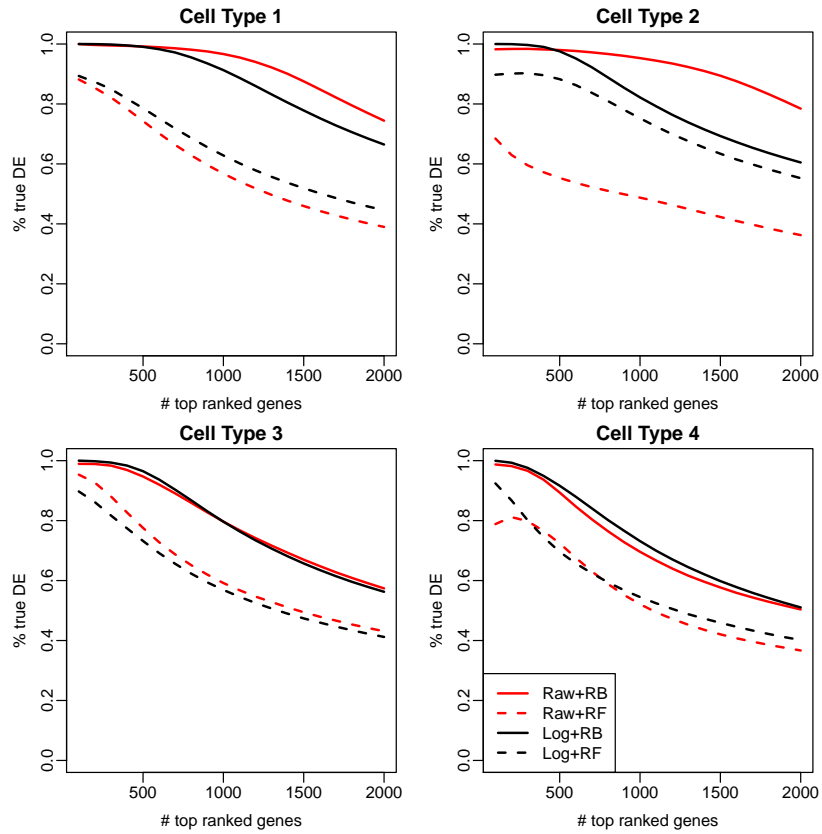 Cell Type 1
% true DE
0.0 0.2 0.4 0.6 0.8 1.0
500 1000 1500 2000
# top ranked genes
Cell Type 2
% true DE
0.0 0.2 0.4 0.6 0.8 1.0
500 1000 1500 2000
# top ranked genes
Cell Type 3
% true DE
0.0 0.2 0.4 0.6 0.8 1.0
500 1000 1500 2000
# top ranked genes
Cell Type 4
% true DE
0.0 0.2 0.4 0.6 0.8 1.0
Raw+RB
Raw+RF
Log+RB
Log+RF
500 1000 1500 2000
# top ranked genes